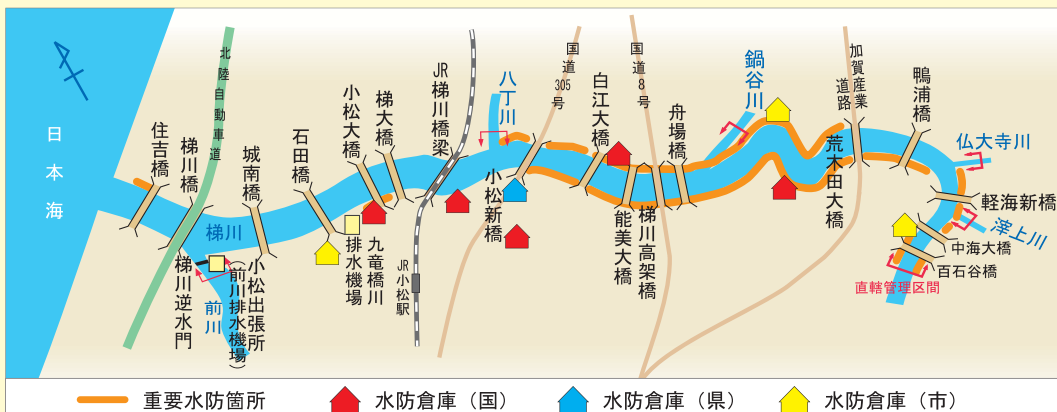 日本海
住吉橋
梯川橋
北陸自動車道
城南橋
石田橋
小松大橋
梯大橋
JR梯川橋梁
八丁川
国道305号
白江大橋
国道8号
舟場橋
鍋谷川
加賀産業道路
鴨浦橋
仏大寺川
軽海新橋
滓上川
中海大橋
百石谷橋
直轄管理区間
荒木田大橋
梯川高架橋
能美大橋
小松新橋
JR小松駅
九竜橋川排水機場
梯川
小松出張所
(前川排水機場)
前川
梯川逆水門
重要水防箇所
水防倉庫(国)
水防倉庫(県)
水防倉庫(市)